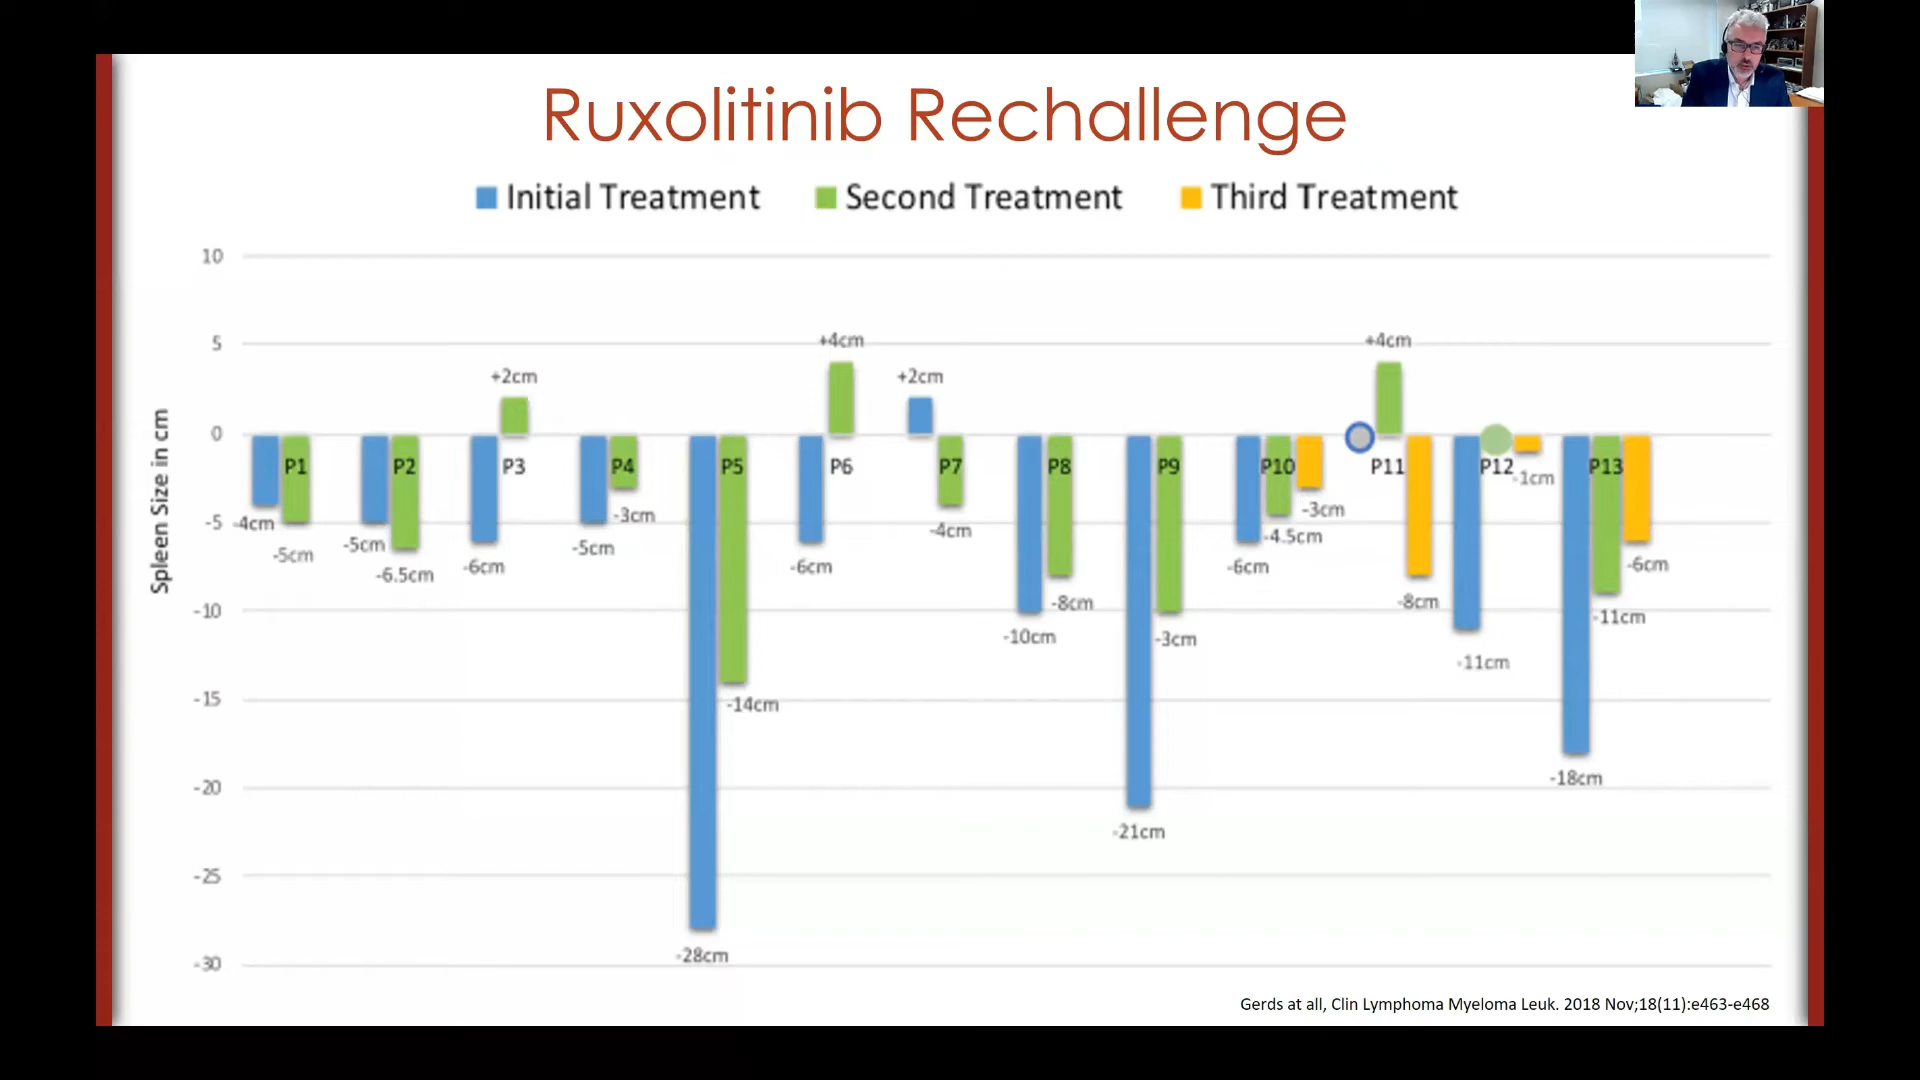 Ruxolitinib Rechallenge
Initial Treatment Second Treatment Third Treatment
Spleen Size in cm
10
5
0
-5
-10
-15
-20
-25
-30
P1
-4cm
-5cm
P2
-5cm
-6.5cm
P3
+2cm
-6cm
P4
-5cm
-3cm
P5
-28cm
-14cm
P6
+4cm
-6cm
P7
+2cm
-4cm
P8
-10cm
-8cm
P9
-21cm
-3cm
P10
-6cm
-4.5cm
-3cm
P11
+4cm
-8cm
P12
-11cm
-1cm
P13
-18cm
-11cm
-6cm
Gerds at all, Clin Lymphoma Myeloma Leuk. 2018 Nov;18(11):e463-e468